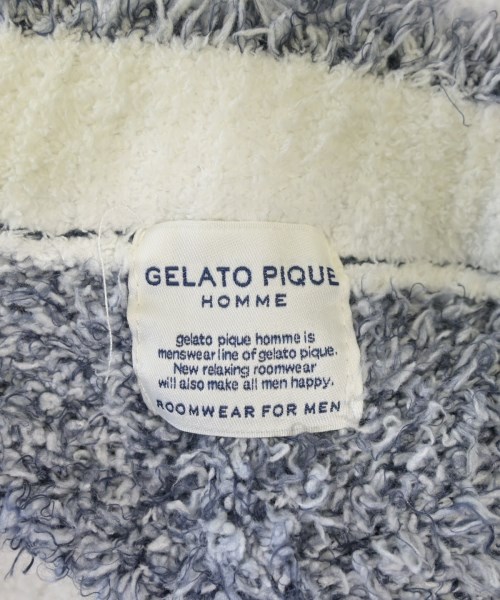 GELATO PIQUE
HOMME
gelato pique homme is
menswear line of gelato pique.
New relaxing roomwear
will also make all men happy.
ROOMWEAR FOR MEN